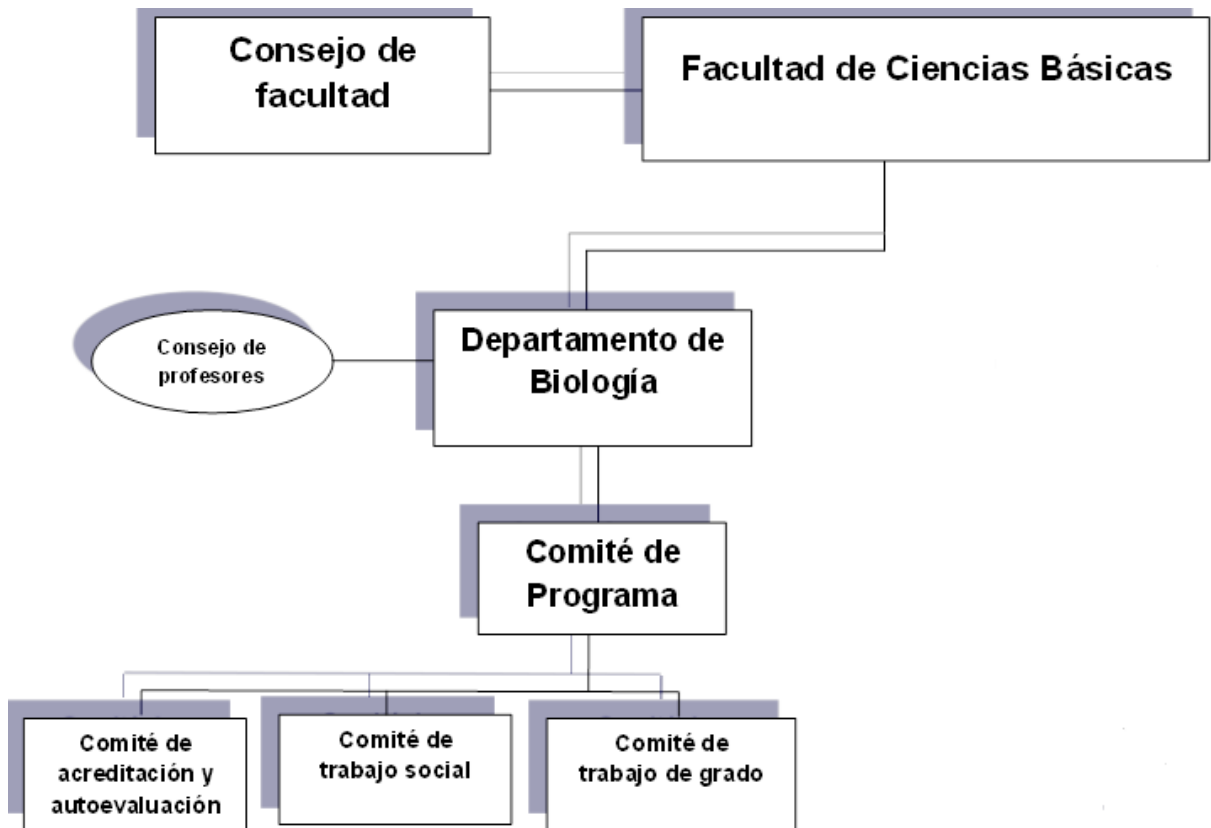 Consejo de
facultad
Facultad de Ciencias Básicas
Consejo de
profesores
Departamento de
Biología
Comité de
Programa
Comité de
acreditación y
autoevaluación
Comité de
trabajo social
Comité de
trabajo de grado